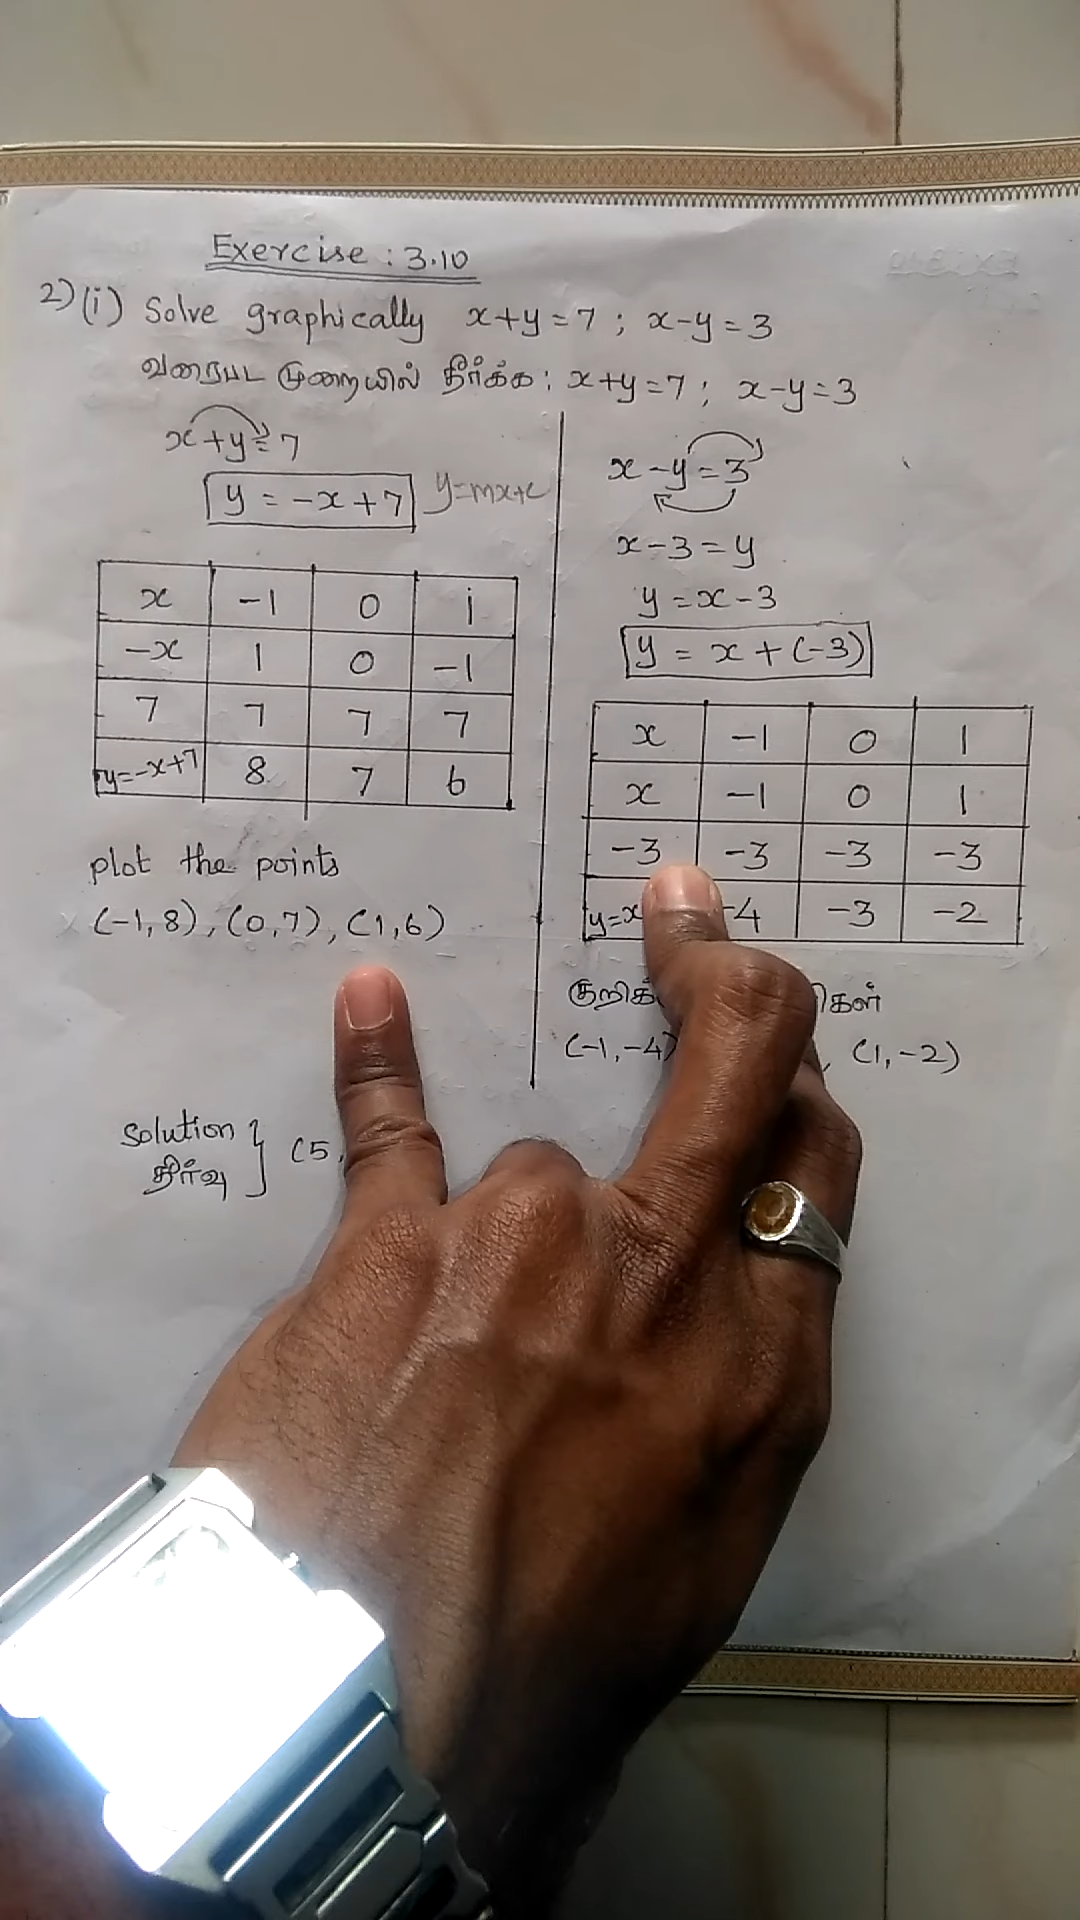 Exercise : 3.10
2) (i) Solve graphically x+y=7 ; x-y=3
வரைபட முறையில் தீர்க்க : x+y=7 ; x-y=3
x+y=7
y = -x+7 y=mx+c
x -1 0 1
-x 1 0 -1
7 7 7 7
y=-x+7 8 7 6
plot the points
(-1,8), (0,7), (1,6)
x-y=3
x-3=y
y=x-3
y = x+(-3)
x -1 0 1
x -1 0 1
-3 -3 -3 -3
y=x -4 -3 -2
(-1,-4) , (1,-2)
Solution
தீர்வு } (5,